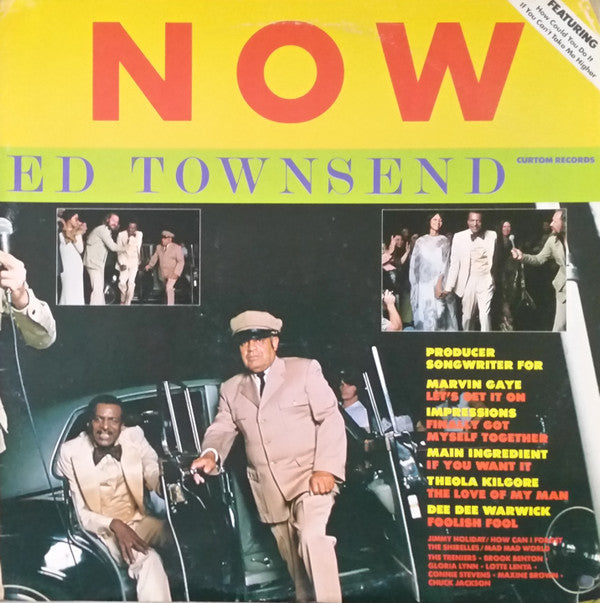 FEATURING
How Could You Do It
If You Can't Take Me Higher
NOW
ED TOWNSEND
CURTOM RECORDS
PRODUCER
SONGWRITER FOR
MARVIN GAYE
LET'S GET IT ON
IMPRESSIONS
FINALLY GOT
MYSELF TOGETHER
MAIN INGREDIENT
IF YOU WANT IT
THEOLA KILGORE
THE LOVE OF MY MAN
DEE DEE WARWICK
FOOLISH FOOL
JIMMY HOLIDAY/HOW CAN I FORGET
THE SHIRELLES/MAD MAD WORLD
THE TRENIERS - BROOK BENTON
GLORIA LYNN - LOTTE LENYA -
CONNIE STEVENS - MAXINE BROWN -
CHUCK JACKSON